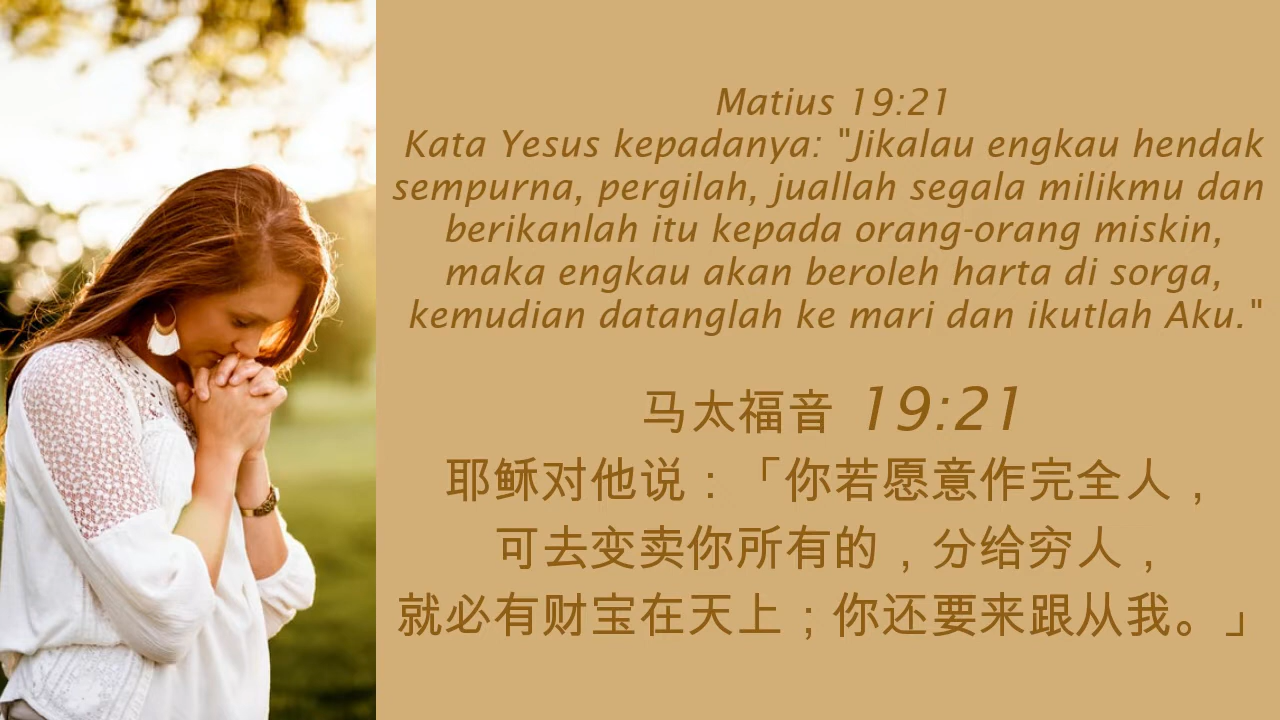 Matius 19:21
Kata Yesus kepadanya: "Jikalau engkau hendak
sempurna, pergilah, juallah segala milikmu dan
berikanlah itu kepada orang-orang miskin,
maka engkau akan beroleh harta di sorga,
kemudian datanglah ke mari dan ikutlah Aku."
马太福音 19:21
耶稣对他说：「你若愿意作完全人，
可去变卖你所有的，分给穷人，
就必有财宝在天上；你还要来跟从我。」